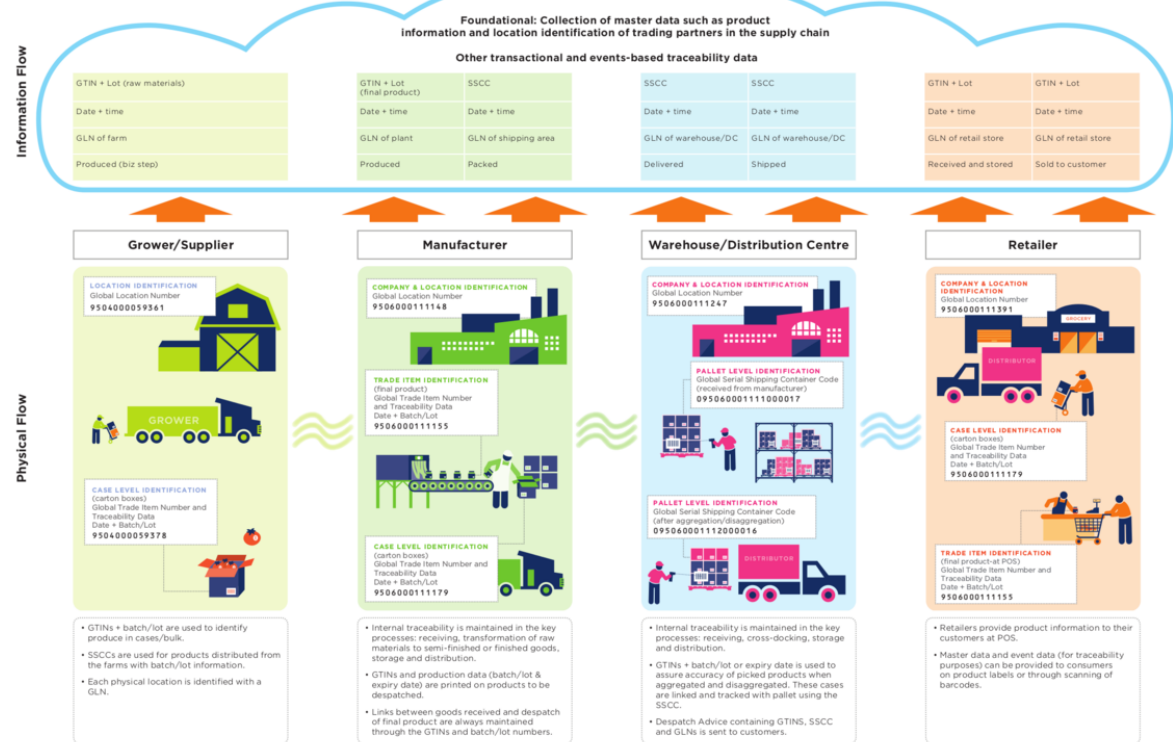 Foundational: Collection of master data such as product
information and location identification of trading partners in the supply chain
Other transactional and events-based traceability data
Information Flow
GTIN + Lot (raw materials)
Date + time
GLN of farm
Produced (biz step)
GTIN + Lot
(final product)
SSCC
Date + time
Date + time
GLN of plant
GLN of shipping area
Produced
Packed
SSCC
SSCC
Date + time
Date + time
GLN of warehouse/DC
GLN of warehouse/DC
Delivered
Shipped
GTIN + Lot
GTIN + Lot
Date + time
Date + time
GLN of retail store
GLN of retail store
Received and stored
Sold to customer
Physical Flow
Grower/Supplier
LOCATION IDENTIFICATION
Global Location Number
9504000059361
GROWER
CASE LEVEL IDENTIFICATION
(carton boxes)
Global Trade Item Number and
Traceability Data
Date + Batch/Lot
9504000059378
• GTINs + batch/lot are used to identify
produce in cases/bulk.
• SSCCs are used for products distributed
from the farms with batch/lot information.
• Each physical location is identified with a
GLN.
Manufacturer
COMPANY & LOCATION IDENTIFICATION
Global Location Number
9506000111148
TRADE ITEM IDENTIFICATION
(final product)
Global Trade Item Number
and Traceability Data
Date + Batch/Lot
9506000111155
CASE LEVEL IDENTIFICATION
(carton boxes)
Global Trade Item Number and
Traceability Data
Date + Batch/Lot
9506000111179
• Internal traceability is maintained in the key
processes: receiving, transformation of raw
materials to semi-finished or finished goods,
storage and distribution.
• GTINs and production data (batch/lot &
expiry date) are printed on products to be
despatched.
• Links between goods received and despatch
of final product are always maintained
through the GTINs and batch/lot numbers.
Warehouse/Distribution Centre
COMPANY & LOCATION IDENTIFICATION
Global Location Number
9506000111247
PALLET LEVEL IDENTIFICATION
Global Serial Shipping Container Code
(received from manufacturer)
095060001111000017
PALLET LEVEL IDENTIFICATION
Global Serial Shipping Container Code
(after aggregation/disaggregation)
095060001112000016
DISTRIBUTOR
• Internal traceability is maintained in the key
processes: receiving, cross-docking, storage
and distribution.
• GTINs + batch/lot or expiry date is used to
assure accuracy of picked products when
aggregated and disaggregated. These cases
are linked and tracked with pallet using the
SSCC.
• Despatch Advice containing GTINS, SSCC
and GLNs is sent to customers.
Retailer
COMPANY & LOCATION
IDENTIFICATION
Global Location Number
9506000111391
GROCERY
DISTRIBUTOR
CASE LEVEL IDENTIFICATION
(carton boxes)
Global Trade Item Number
and Traceability Data
Date + Batch/Lot
9506000111179
TRADE ITEM IDENTIFICATION
(final product-at POS)
Global Trade Item Number and
Traceability Data
Date + Batch/Lot
9506000111155
• Retailers provide product information to their
customers at POS.
• Master data and event data (for traceability
purposes) can be provided to consumers
on product labels or through scanning of
barcodes.